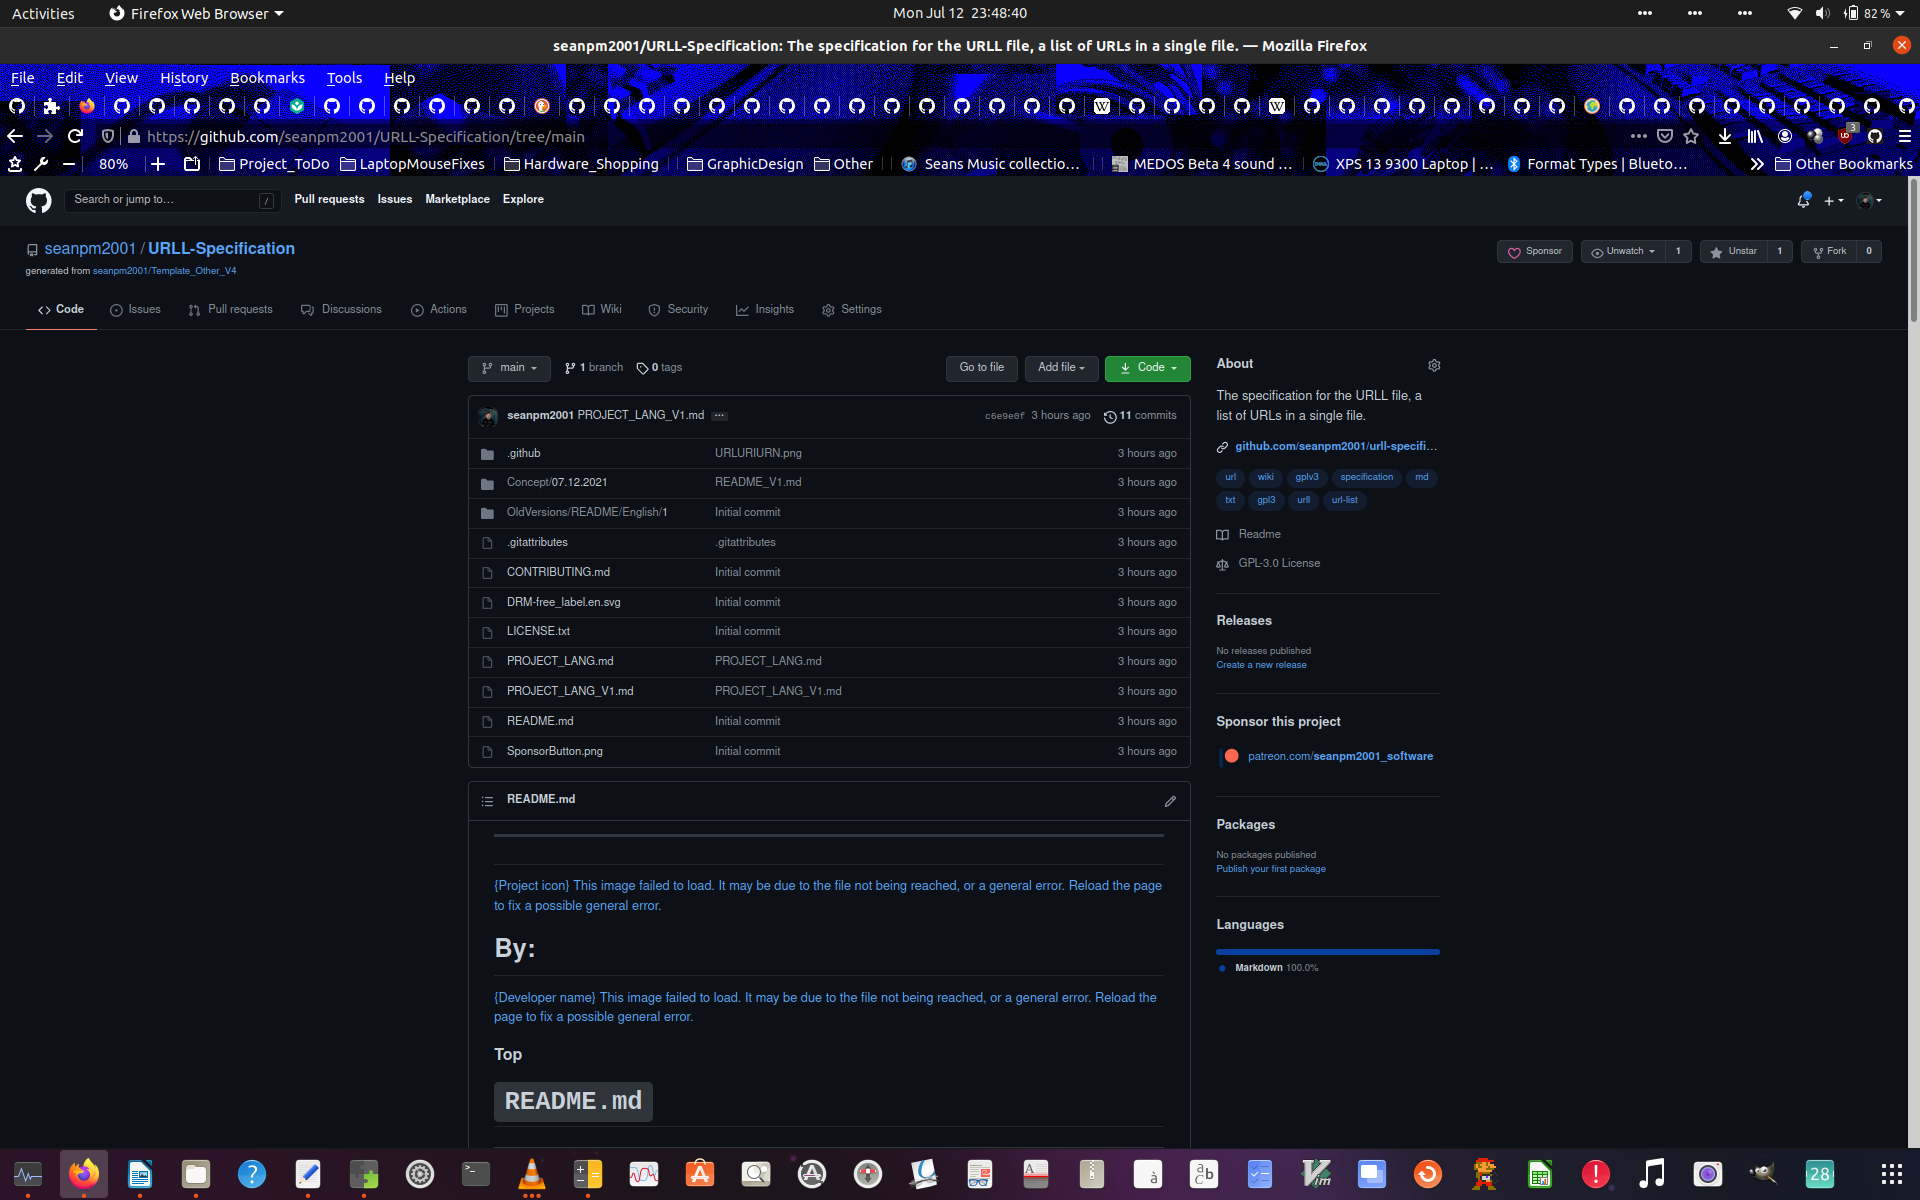 Activities
Firefox Web Browser
Mon Jul 12 23:48:40
82 %
seanpm2001/URLL-Specification: The specification for the URLL file, a list of URLs in a single file. — Mozilla Firefox
File Edit View History Bookmarks Tools Help
https://github.com/seanpm2001/URLL-Specification/tree/main
3
80%
Project_ToDo
LaptopMouseFixes
Hardware_Shopping
GraphicDesign
Other
Seans Music collectio…
MEDOS Beta 4 sound …
XPS 13 9300 Laptop | …
Format Types | Blueto…
Other Bookmarks
Search or jump to…
/
Pull requests Issues Marketplace Explore
seanpm2001 / URLL-Specification
generated from seanpm2001/Template_Other_V4
Sponsor
Unwatch 1
Unstar 1
Fork 0
Code
Issues
Pull requests
Discussions
Actions
Projects
Wiki
Security
Insights
Settings
main
1 branch
0 tags
Go to file
Add file
Code
seanpm2001 PROJECT_LANG_V1.md ...
c6e9e0f 3 hours ago
11 commits
.github URLURIURN.png 3 hours ago
Concept/07.12.2021 README_V1.md 3 hours ago
OldVersions/README/English/1 Initial commit 3 hours ago
.gitattributes .gitattributes 3 hours ago
CONTRIBUTING.md Initial commit 3 hours ago
DRM-free_label.en.svg Initial commit 3 hours ago
LICENSE.txt Initial commit 3 hours ago
PROJECT_LANG.md PROJECT_LANG.md 3 hours ago
PROJECT_LANG_V1.md PROJECT_LANG_V1.md 3 hours ago
README.md Initial commit 3 hours ago
SponsorButton.png Initial commit 3 hours ago
README.md
{Project icon} This image failed to load. It may be due to the file not being reached, or a general error. Reload the page
to fix a possible general error.
By:
{Developer name} This image failed to load. It may be due to the file not being reached, or a general error. Reload the
page to fix a possible general error.
Top
README.md
About
The specification for the URLL file, a
list of URLs in a single file.
github.com/seanpm2001/urll-specifi…
url wiki gplv3 specification md
txt gpl3 urll url-list
Readme
GPL-3.0 License
Releases
No releases published
Create a new release
Sponsor this project
patreon.com/seanpm2001_software
Packages
No packages published
Publish your first package
Languages
Markdown 100.0%
28